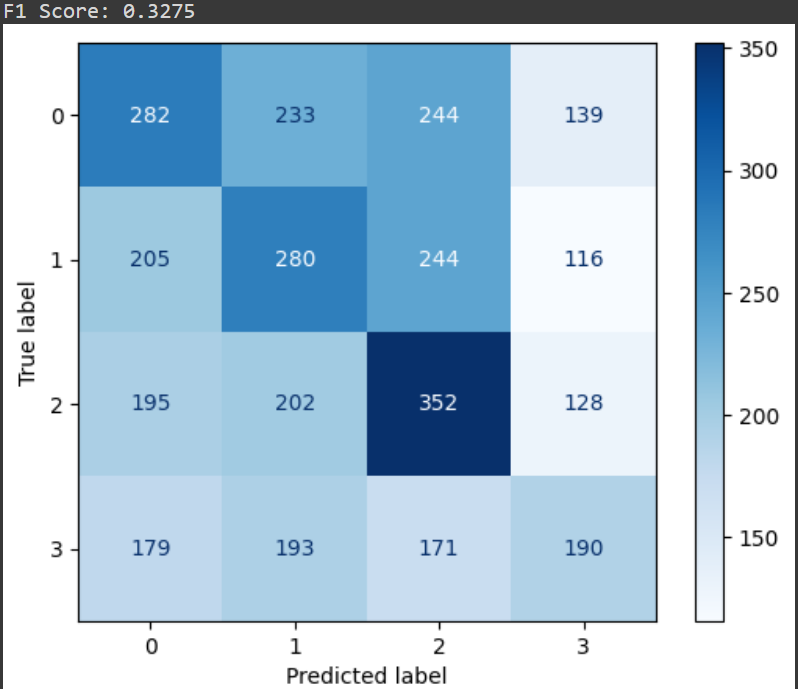 F1 Score: 0.3275
0 282 233 244 139
1 205 280 244 116
2 195 202 352 128
3 179 193 171 190
0 1 2 3
Predicted label
True label
350
300
250
200
150